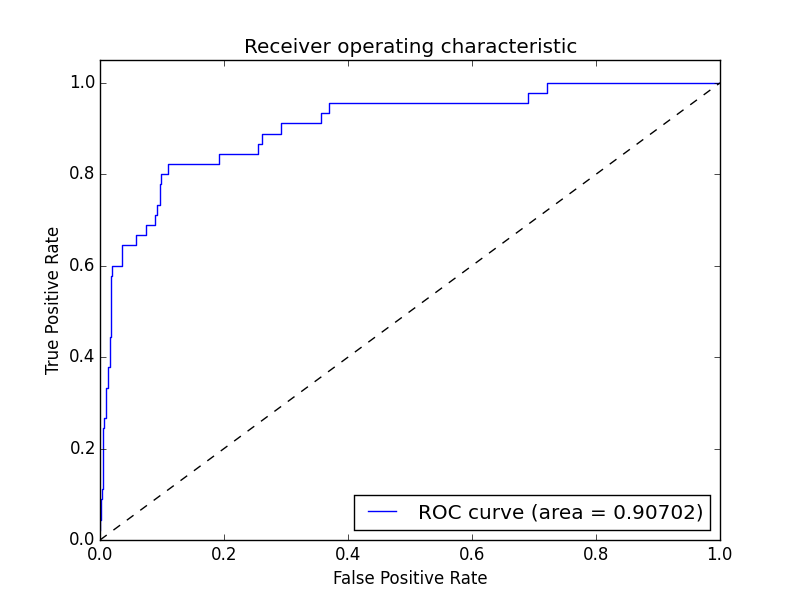 Receiver operating characteristic
1.0
0.8
0.6
0.4
0.2
0.0
True Positive Rate
ROC curve (area = 0.90702)
0.0 0.2 0.4 0.6 0.8 1.0
False Positive Rate